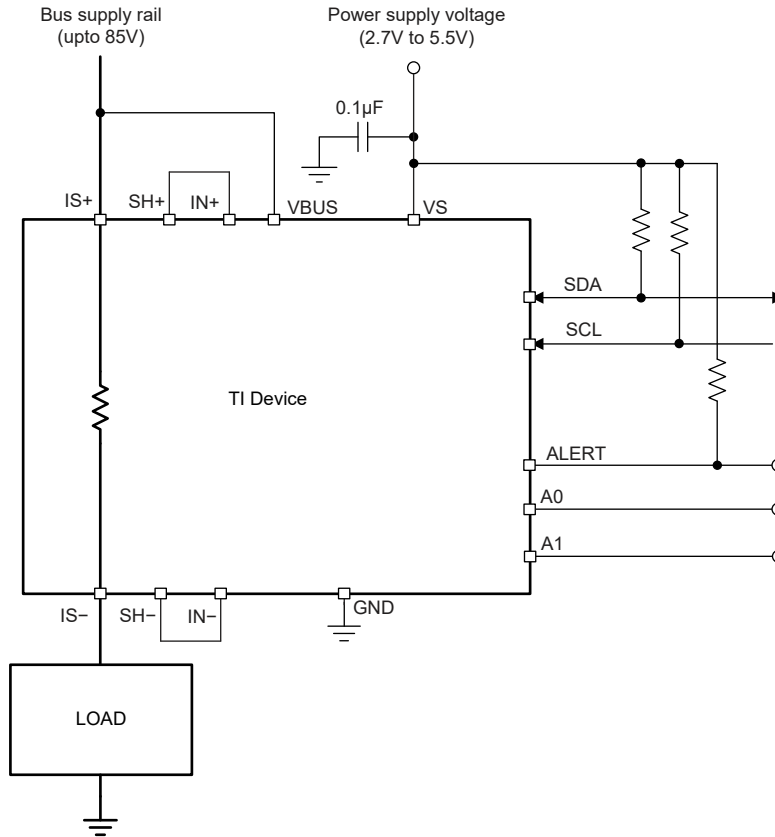 Bus supply rail
(upto 85V)
Power supply voltage
(2.7V to 5.5V)
0.1µF
IS+
SH+
IN+
VBUS
VS
SDA
SCL
TI Device
ALERT
A0
A1
IS−
SH−
IN−
GND
LOAD